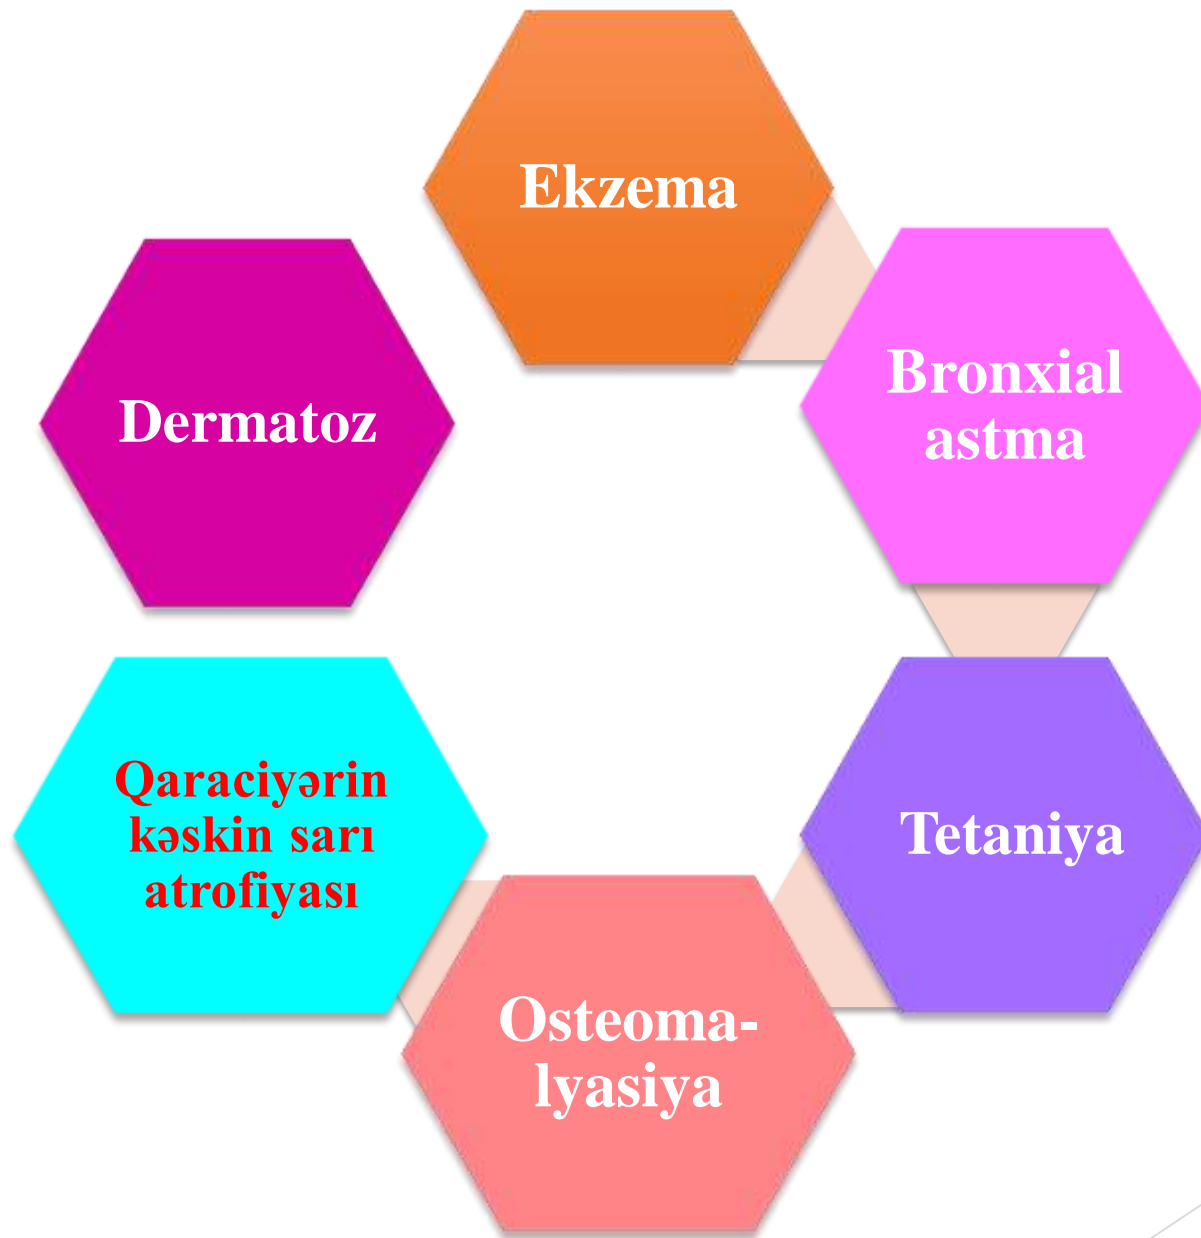 Ekzema
Bronxial
astma
Tetaniya
Osteoma-
lyasiya
Qaraciyərin
kəskin sarı
atrofiyası
Dermatoz